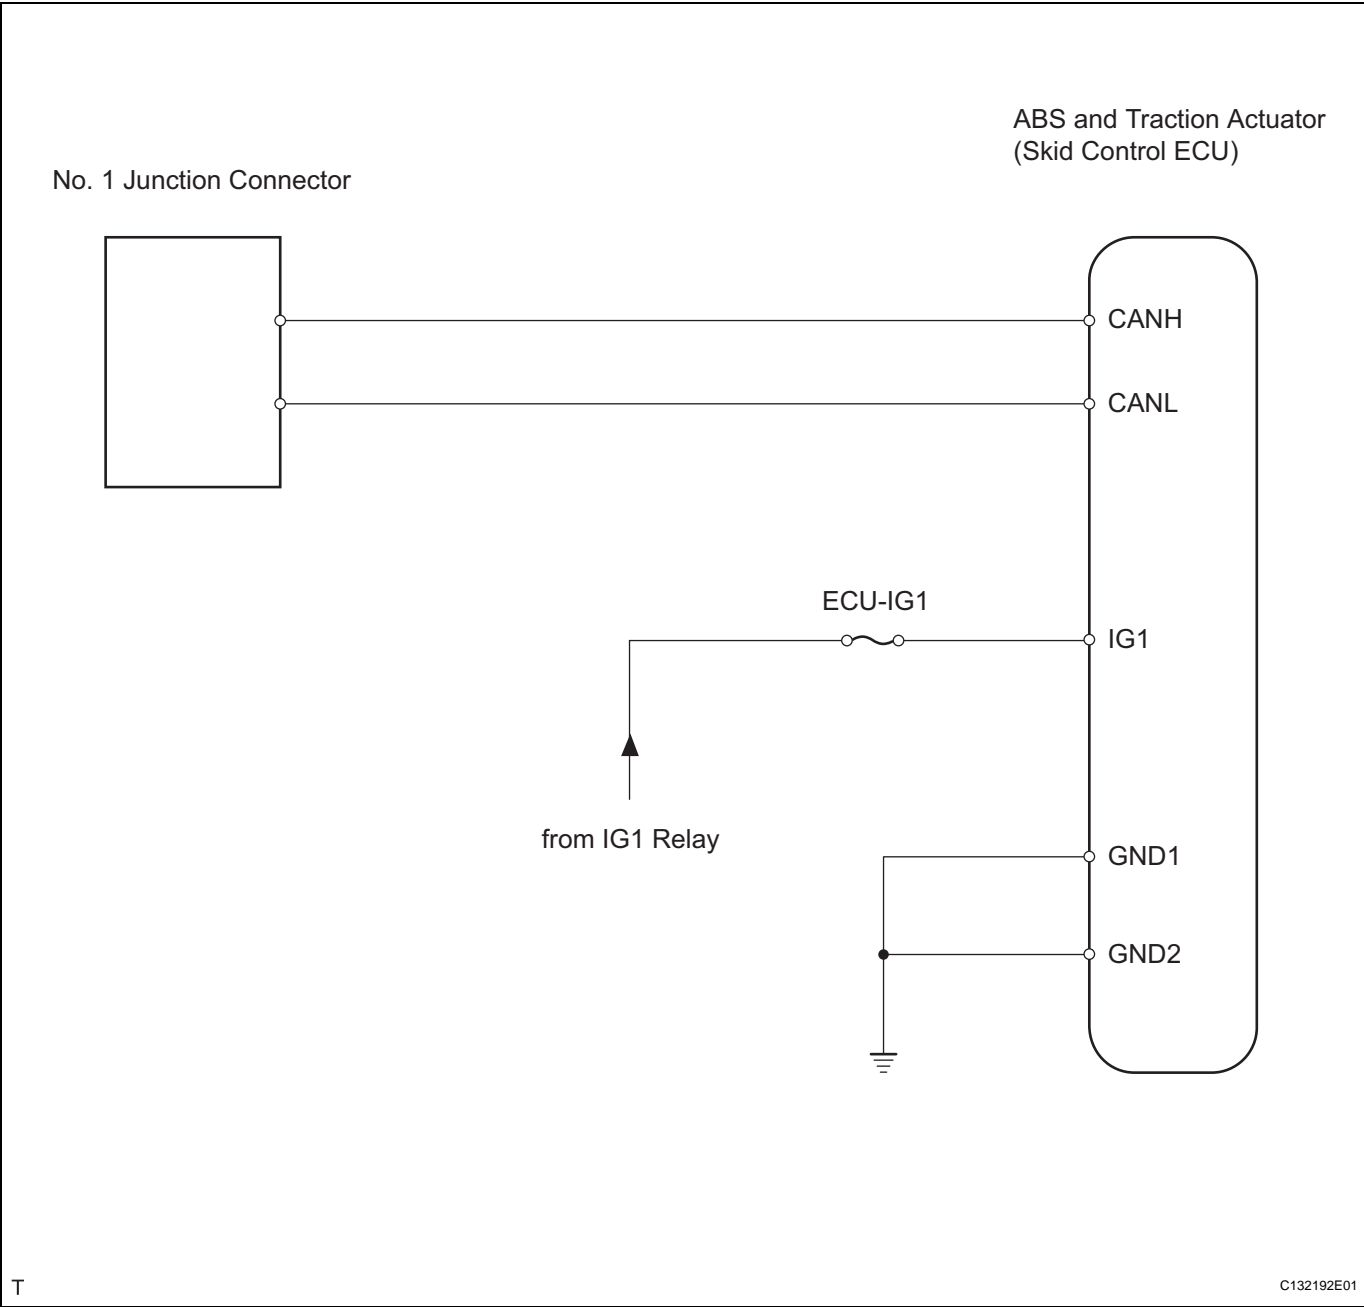 ABS and Traction Actuator
(Skid Control ECU)
No. 1 Junction Connector
CANH
CANL
ECU-IG1
IG1
from IG1 Relay
GND1
GND2
T
C132192E01